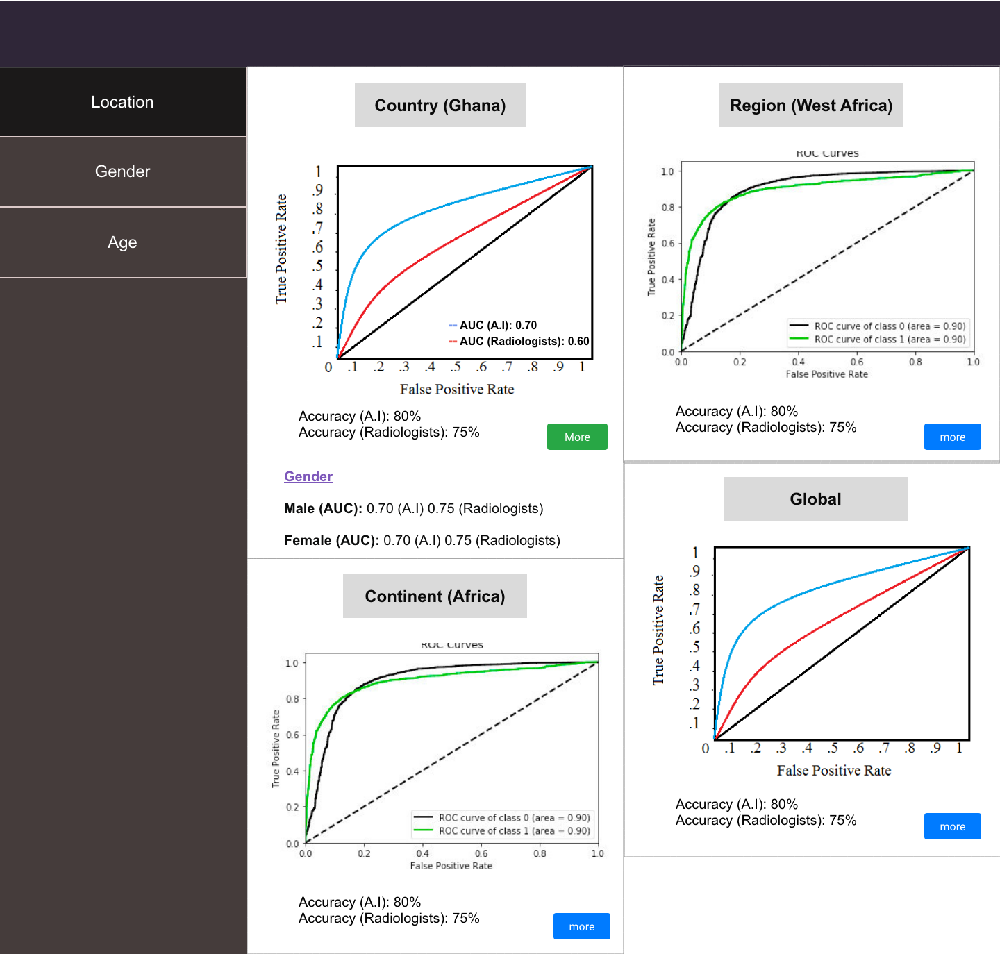 Location
Gender
Age
Country (Ghana)
True Positive Rate
1
.9
.8
.7
.6
.5
.4
.3
.2
.1
AUC (A.I): 0.70
AUC (Radiologists): 0.60
0 .1 .2 .3 .4 .5 .6 .7 .8 .9 1
False Positive Rate
Accuracy (A.I): 80%
Accuracy (Radiologists): 75%
More
Gender
Male (AUC): 0.70 (A.I) 0.75 (Radiologists)
Female (AUC): 0.70 (A.I) 0.75 (Radiologists)
Region (West Africa)
ROC Curves
True Positive Rate
1.0
0.8
0.6
0.4
0.2
0.0
ROC curve of class 0 (area = 0.90)
ROC curve of class 1 (area = 0.90)
0.0 0.2 0.4 0.6 0.8 1.0
False Positive Rate
Accuracy (A.I): 80%
Accuracy (Radiologists): 75%
more
Continent (Africa)
ROC Curves
True Positive Rate
1.0
0.8
0.6
0.4
0.2
0.0
ROC curve of class 0 (area = 0.90)
ROC curve of class 1 (area = 0.90)
0.0 0.2 0.4 0.6 0.8 1.0
False Positive Rate
Accuracy (A.I): 80%
Accuracy (Radiologists): 75%
more
Global
True Positive Rate
1
.9
.8
.7
.6
.5
.4
.3
.2
.1
0 .1 .2 .3 .4 .5 .6 .7 .8 .9 1
False Positive Rate
Accuracy (A.I): 80%
Accuracy (Radiologists): 75%
more